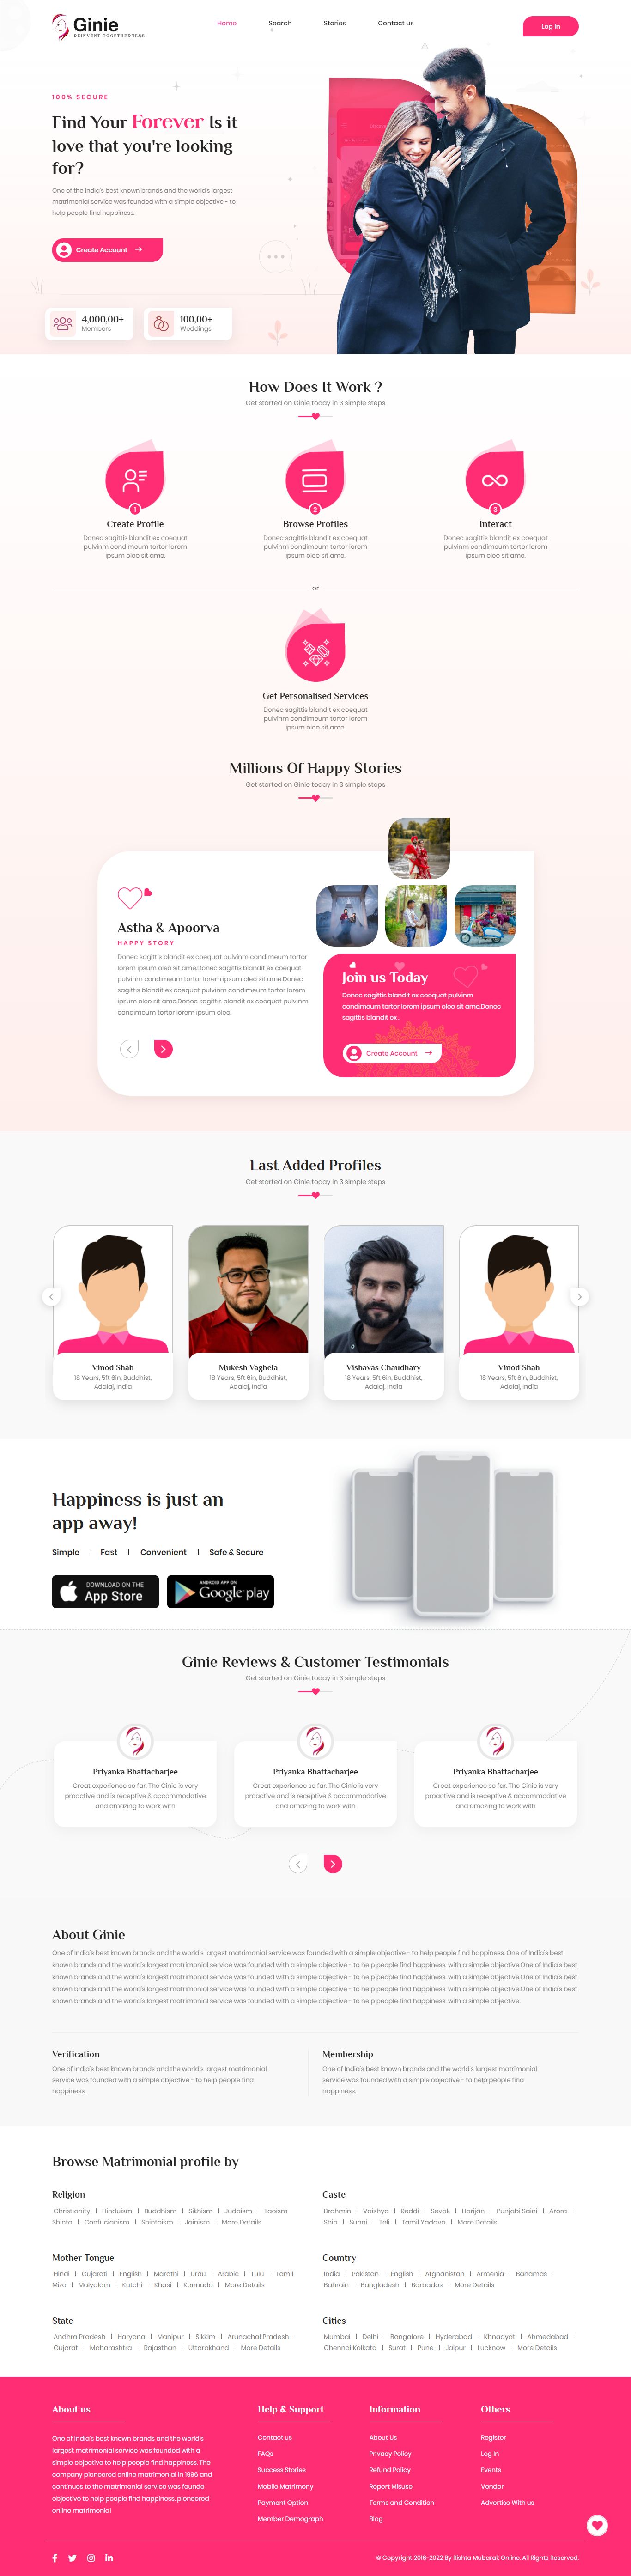 Ginie
REINVENT TOGETHERNERS
Home
Search
Stories
Contact us
Log In
100% SECURE
Find Your Forever Is it
love that you're looking
for?
One of the India's best known brands and the world's largest
matrimonial service was founded with a simple objective - to
help people find happiness.
Create Account
4,000,00+
Members
100,00+
Weddings
How Does It Work ?
Get started on Ginie today in 3 simple steps
1
Create Profile
Donec sagittis blandit ex coequat
pulvinm condimeum tortor lorem
ipsum oleo sit ame.
2
Browse Profiles
Donec sagittis blandit ex coequat
pulvinm condimeum tortor lorem
ipsum oleo sit ame.
3
Interact
Donec sagittis blandit ex coequat
pulvinm condimeum tortor lorem
ipsum oleo sit ame.
or
Get Personalised Services
Donec sagittis blandit ex coequat
pulvinm condimeum tortor lorem
ipsum oleo sit ame.
Millions Of Happy Stories
Get started on Ginie today in 3 simple steps
Astha & Apoorva
HAPPY STORY
Donec sagittis blandit ex coequat pulvinm condimeum tortor
lorem ipsum oleo sit ame.Donec sagittis blandit ex coequat
pulvinm condimeum tortor lorem ipsum oleo sit ame.Donec
sagittis blandit ex coequat pulvinm condimeum tortor lorem
ipsum oleo sit ame.Donec sagittis blandit ex coequat pulvinm
condimeum tortor lorem ipsum oleo.
Join us Today
Donec sagittis blandit ex coequat pulvinm
condimeum tortor lorem ipsum oleo sit ame.Donec
sagittis blandit ex .
Create Account
Last Added Profiles
Get started on Ginie today in 3 simple steps
Vinod Shah
18 Years, 5ft 6in, Buddhist,
Adalaj, India
Mukesh Vaghela
18 Years, 5ft 6in, Buddhist,
Adalaj, India
Vishavas Chaudhary
18 Years, 5ft 6in, Buddhist,
Adalaj, India
Vinod Shah
18 Years, 5ft 6in, Buddhist,
Adalaj, India
Happiness is just an
app away!
Simple | Fast | Convenient | Safe & Secure
DOWNLOAD ON THE
App Store
ANDROID APP ON
Google play
Ginie Reviews & Customer Testimonials
Get started on Ginie today in 3 simple steps
Priyanka Bhattacharjee
Great experience so far. The Ginie is very
proactive and is receptive & accommodative
and amazing to work with
Priyanka Bhattacharjee
Great experience so far. The Ginie is very
proactive and is receptive & accommodative
and amazing to work with
Priyanka Bhattacharjee
Great experience so far. The Ginie is very
proactive and is receptive & accommodative
and amazing to work with
About Ginie
One of India's best known brands and the world's largest matrimonial service was founded with a simple objective - to help people find happiness. One of India's best
known brands and the world's largest matrimonial service was founded with a simple objective - to help people find happiness. with a simple objective.One of India's best
known brands and the world's largest matrimonial service was founded with a simple objective - to help people find happiness. with a simple objective.One of India's best
known brands and the world's largest matrimonial service was founded with a simple objective - to help people find happiness. with a simple objective.One of India's best
known brands and the world's largest matrimonial service was founded with a simple objective - to help people find happiness. with a simple objective.
Verification
One of India's best known brands and the world's largest matrimonial
service was founded with a simple objective - to help people find
happiness.
Membership
One of India's best known brands and the world's largest matrimonial
service was founded with a simple objective - to help people find
happiness.
Browse Matrimonial profile by
Religion
Christianity | Hinduism | Buddhism | Sikhism | Judaism | Taoism
Shinto | Confucianism | Shintoism | Jainism | More Details
Caste
Brahmin | Vaishya | Reddi | Sevak | Harijan | Punjabi Saini | Arora |
Shia | Sunni | Teli | Tamil Yadava | More Details
Mother Tongue
Hindi | Gujarati | English | Marathi | Urdu | Arabic | Tulu | Tamil
Mizo | Malyalam | Kutchi | Khasi | Kannada | More Details
Country
India | Pakistan | English | Afghanistan | Armenia | Bahamas |
Bahrain | Bangladesh | Barbados | More Details
State
Andhra Pradesh | Haryana | Manipur | Sikkim | Arunachal Pradesh |
Gujarat | Maharashtra | Rajasthan | Uttarakhand | More Details
Cities
Mumbai | Delhi | Bangalore | Hyderabad | Khnadyat | Ahmedabad |
Chennai Kolkata | Surat | Pune | Jaipur | Lucknow | More Details
About us
One of India's best known brands and the world's
largest matrimonial service was founded with a
simple objective to help people find happiness. The
company pioneered online matrimonial in 1996 and
continues to the matrimonial service was founde
objective to help people find happiness. pioneered
online matrimonial
Help & Support
Contact us
FAQs
Success Stories
Mobile Matrimony
Payment Option
Member Demograph
Information
About Us
Privacy Policy
Refund Policy
Report Misuse
Terms and Condition
Blog
Others
Register
Log In
Events
Vendor
Advertise With us
© Copyright 2016-2022 By Rishta Mubarak Online. All Rights Reserved.